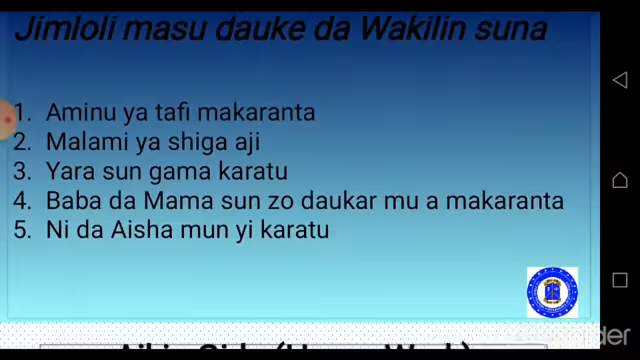 Jimloli masu dauke da Wakilin suna
1. Aminu ya tafi makaranta
2. Malami ya shiga aji
3. Yara sun gama karatu
4. Baba da Mama sun zo daukar mu a makaranta
5. Ni da Aisha mun yi karatu